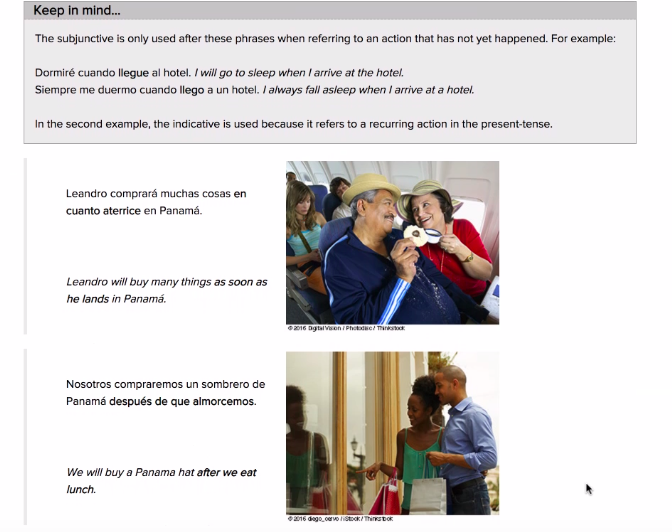 Keep in mind...
The subjunctive is only used after these phrases when referring to an action that has not yet happened. For example:
Dormiré cuando llegue al hotel. I will go to sleep when I arrive at the hotel.
Siempre me duermo cuando llego a un hotel. I always fall asleep when I arrive at a hotel.
In the second example, the indicative is used because it refers to a recurring action in the present-tense.
Leandro comprará muchas cosas en
cuanto aterrice en Panamá.
Leandro will buy many things as soon as
he lands in Panamá.
© 2016 Digital Vision / Photodisc / Thinkstock
Nosotros compraremos un sombrero de
Panamá después de que almorcemos.
We will buy a Panama hat after we eat
lunch.
© 2016 diego_cervo / iStock / Thinkstock